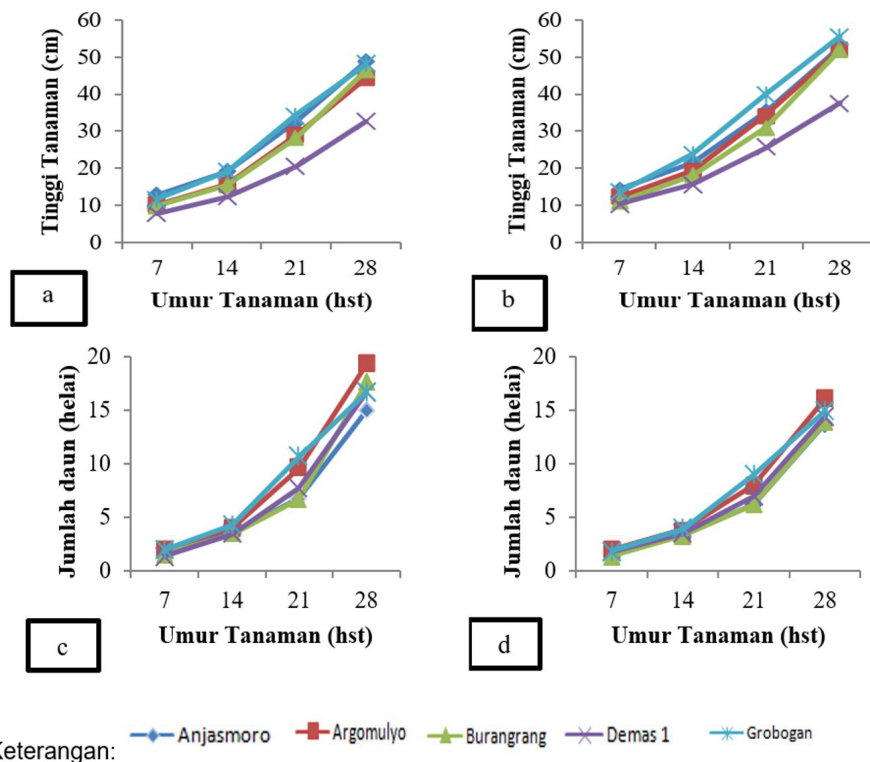 60
50
40
30
20
10
0
Tinggi Tanaman (cm)
7 14 21 28
Umur Tanaman (hst)
a
60
50
40
30
20
10
0
Tinggi Tanaman (cm)
7 14 21 28
Umur Tanaman (hst)
b
20
15
10
5
0
Jumlah daun (helai)
7 14 21 28
Umur Tanaman (hst)
c
20
15
10
5
0
Jumlah daun (helai)
7 14 21 28
Umur Tanaman (hst)
d
Keterangan: Anjasmoro Argomulyo Burangrang Demas 1 Grobogan